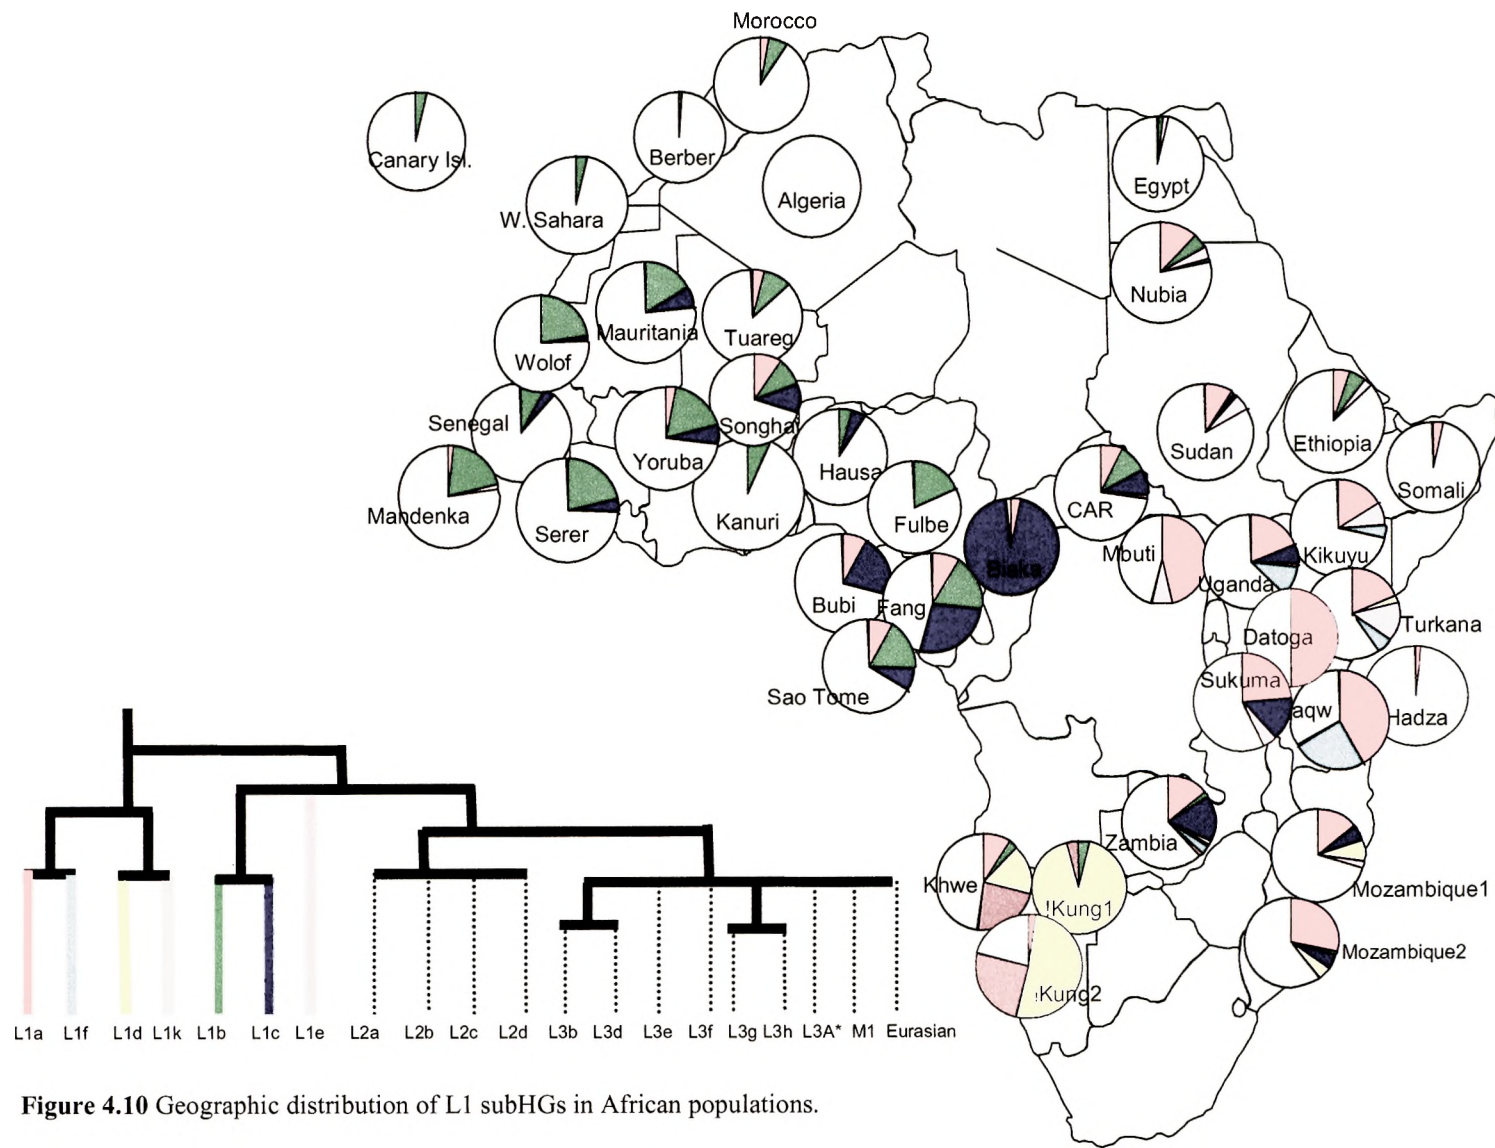 Morocco
Canary Isl.
Berber
Algeria
Egypt
W. Sahara
Nubia
Mauritania
Tuareg
Wolof
Senegal
Songhai
Yoruba
Hausa
Sudan
Ethiopia
Somali
Mandenka
Serer
Kanuri
Fulbe
CAR
Biaka
Mbuti
Uganda
Kikuyu
Bubi
Fang
Turkana
Datoga
Sao Tome
Sukuma
aqw
Hadza
Zambia
Khwe
!Kung1
Mozambique1
!Kung2
Mozambique2
L1a L1f L1d L1k L1b L1c L1e L2a L2b L2c L2d L3b L3d L3e L3f L3g L3h L3A* M1 Eurasian
Figure 4.10 Geographic distribution of L1 subHGs in African populations.